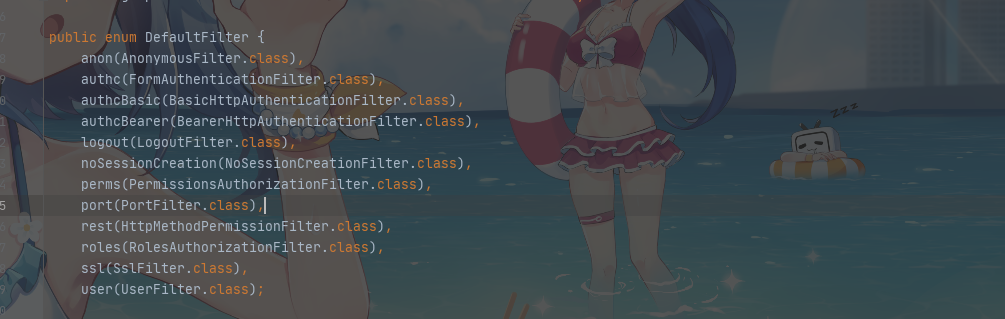 public enum DefaultFilter {
anon(AnonymousFilter.class),
authc(FormAuthenticationFilter.class),
authcBasic(BasicHttpAuthenticationFilter.class),
authcBearer(BearerHttpAuthenticationFilter.class),
logout(LogoutFilter.class),
noSessionCreation(NoSessionCreationFilter.class),
perms(PermissionsAuthorizationFilter.class),
port(PortFilter.class),
rest(HttpMethodPermissionFilter.class),
roles(RolesAuthorizationFilter.class),
ssl(SslFilter.class),
user(UserFilter.class);
zzz